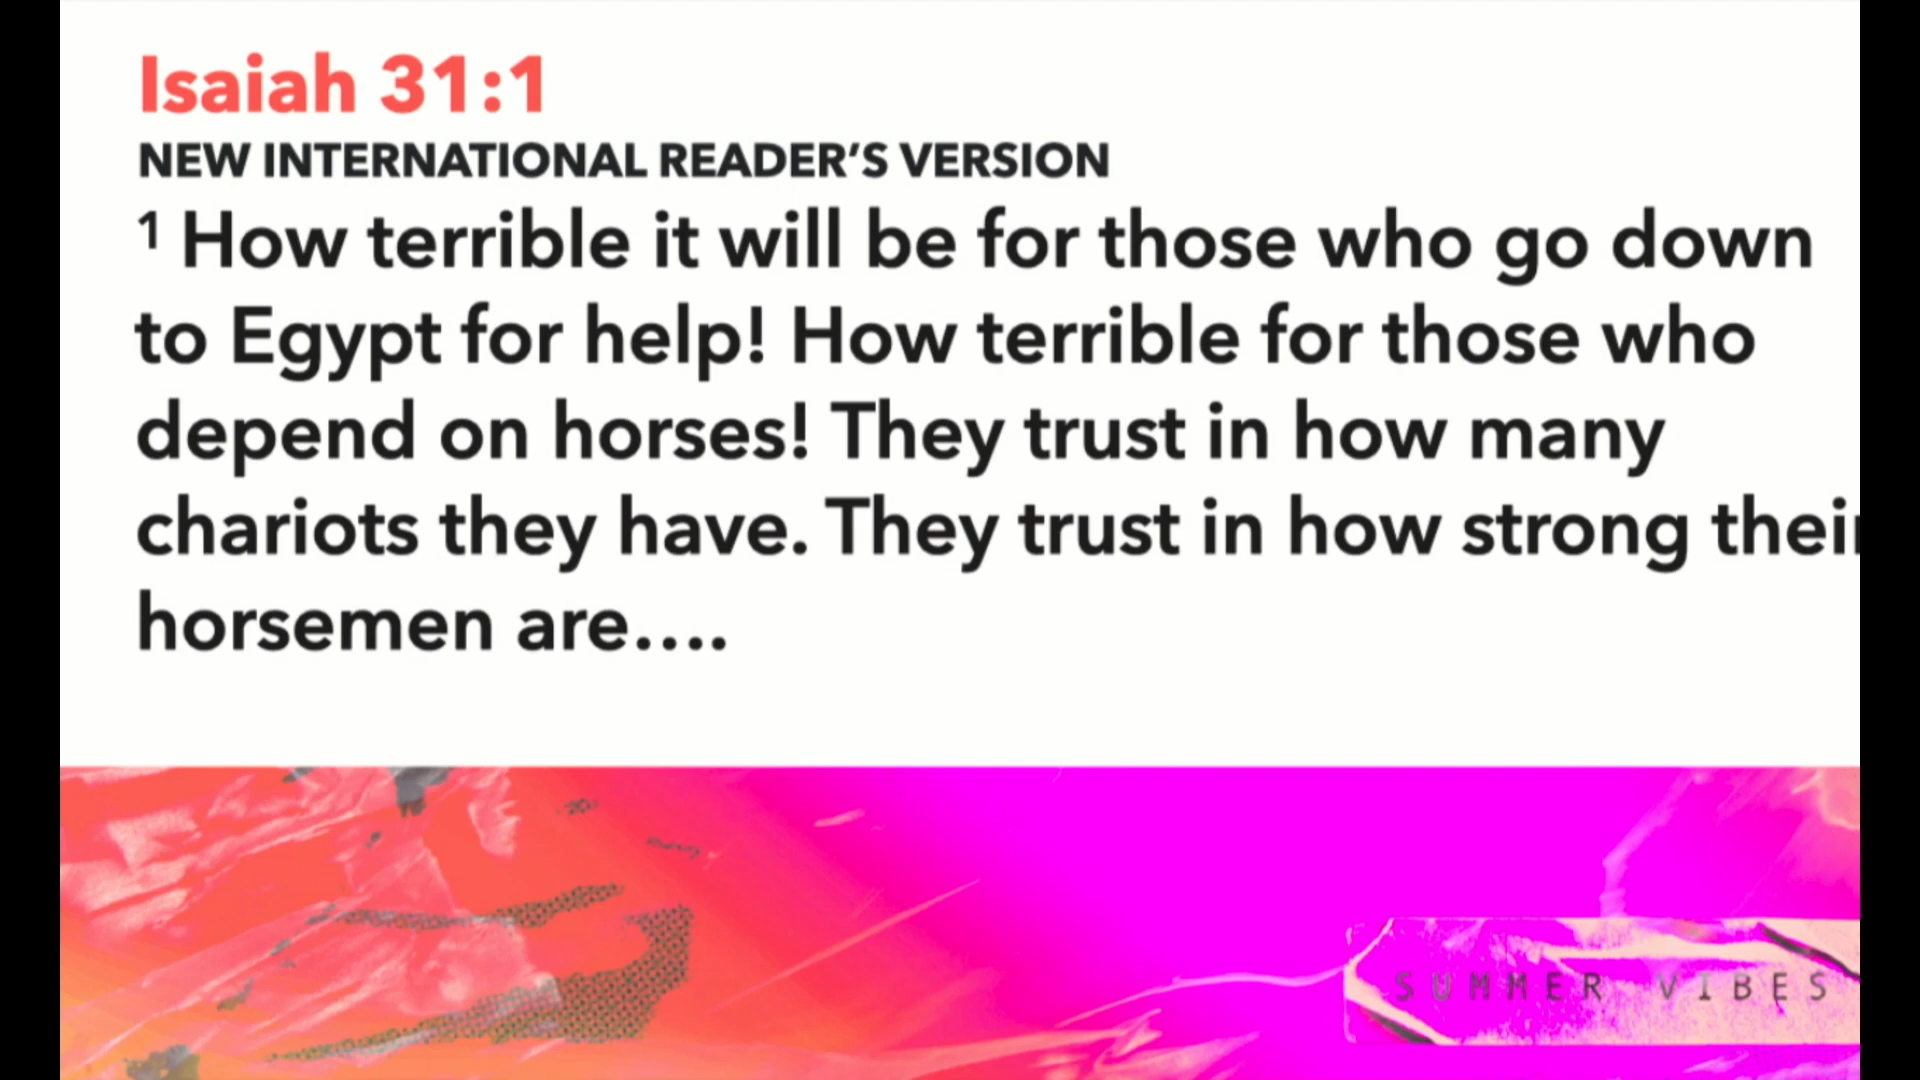 Isaiah 31:1
NEW INTERNATIONAL READER'S VERSION
¹ How terrible it will be for those who go down
to Egypt for help! How terrible for those who
depend on horses! They trust in how many
chariots they have. They trust in how strong their
horsemen are....
SUMMER VIBES